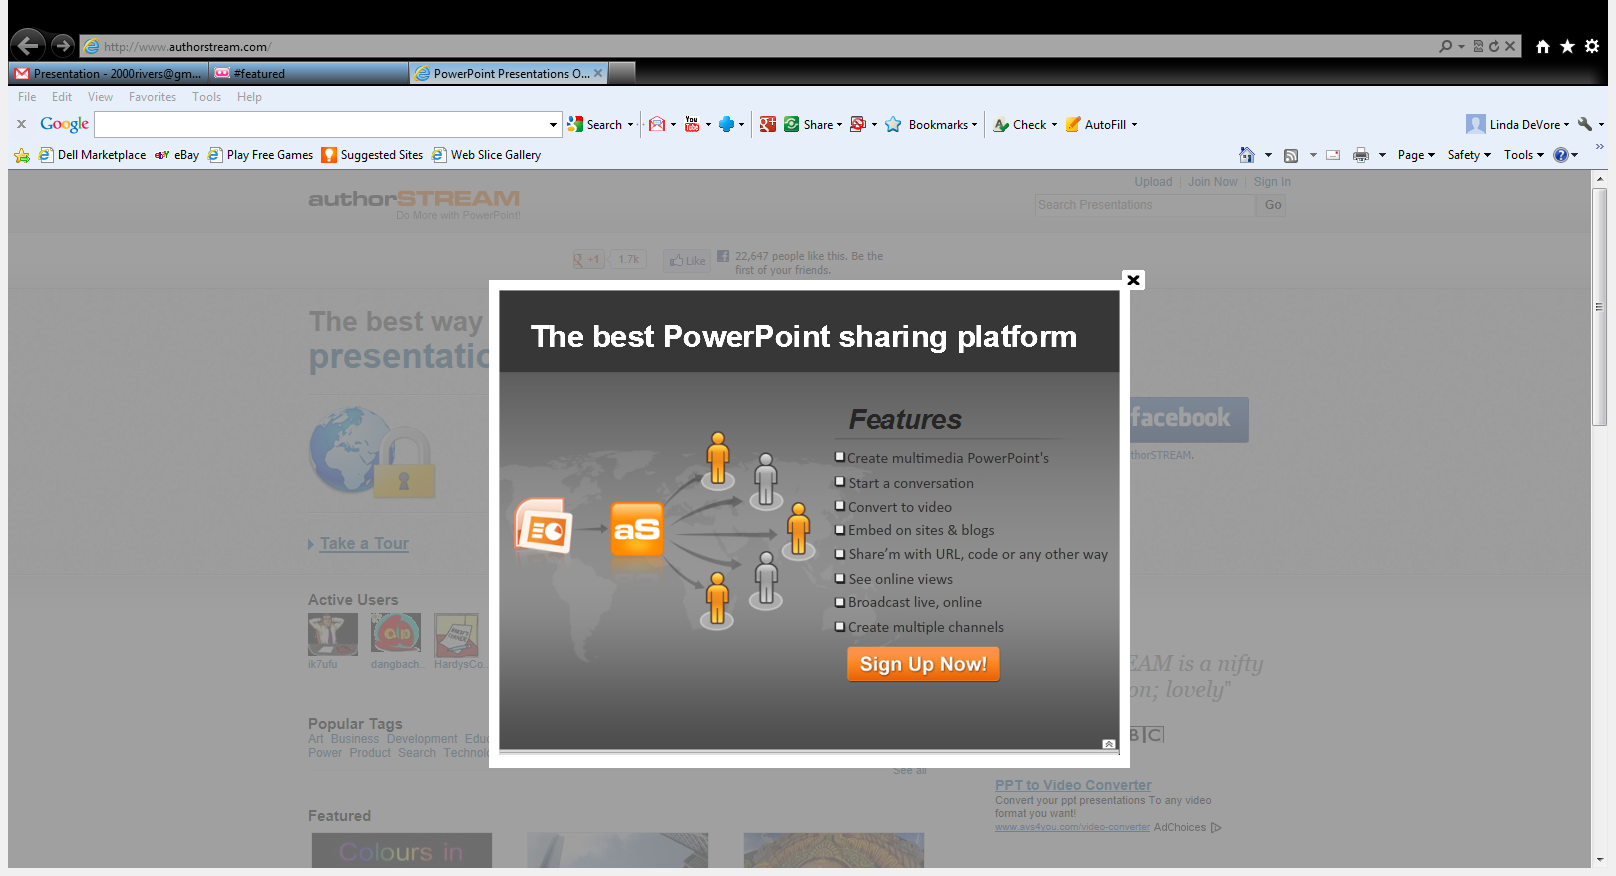 http://www.authorstream.com/
Presentation - 2000rivers@gm...
#featured
PowerPoint Presentations O...
File Edit View Favorites Tools Help
x Google Search Share Bookmarks Check AutoFill Linda DeVore
Dell Marketplace eBay Play Free Games Suggested Sites Web Slice Gallery Page Safety Tools
Upload Join Now Sign In
authorSTREAM
Do More with PowerPoint!
Search Presentations Go
+1 1.7k Like 22,647 people like this. Be the
first of your friends.
The best way
presentatio
The best PowerPoint sharing platform
Features
Create multimedia PowerPoint's
Start a conversation
Convert to video
Embed on sites & blogs
Share'm with URL, code or any other way
See online views
Broadcast live, online
Create multiple channels
Sign Up Now!
aS
facebook
thorSTREAM.
Take a Tour
Active Users
ik7ufu dangbach.. HardysCo..
EAM is a nifty
on; lovely"
B C
Popular Tags
Art Business Development Educ
Power Product Search Technolo
See all
PPT to Video Converter
Convert your ppt presentations To any video
format you want!
www.avs4you.com/video-converter AdChoices
Featured
Colours in